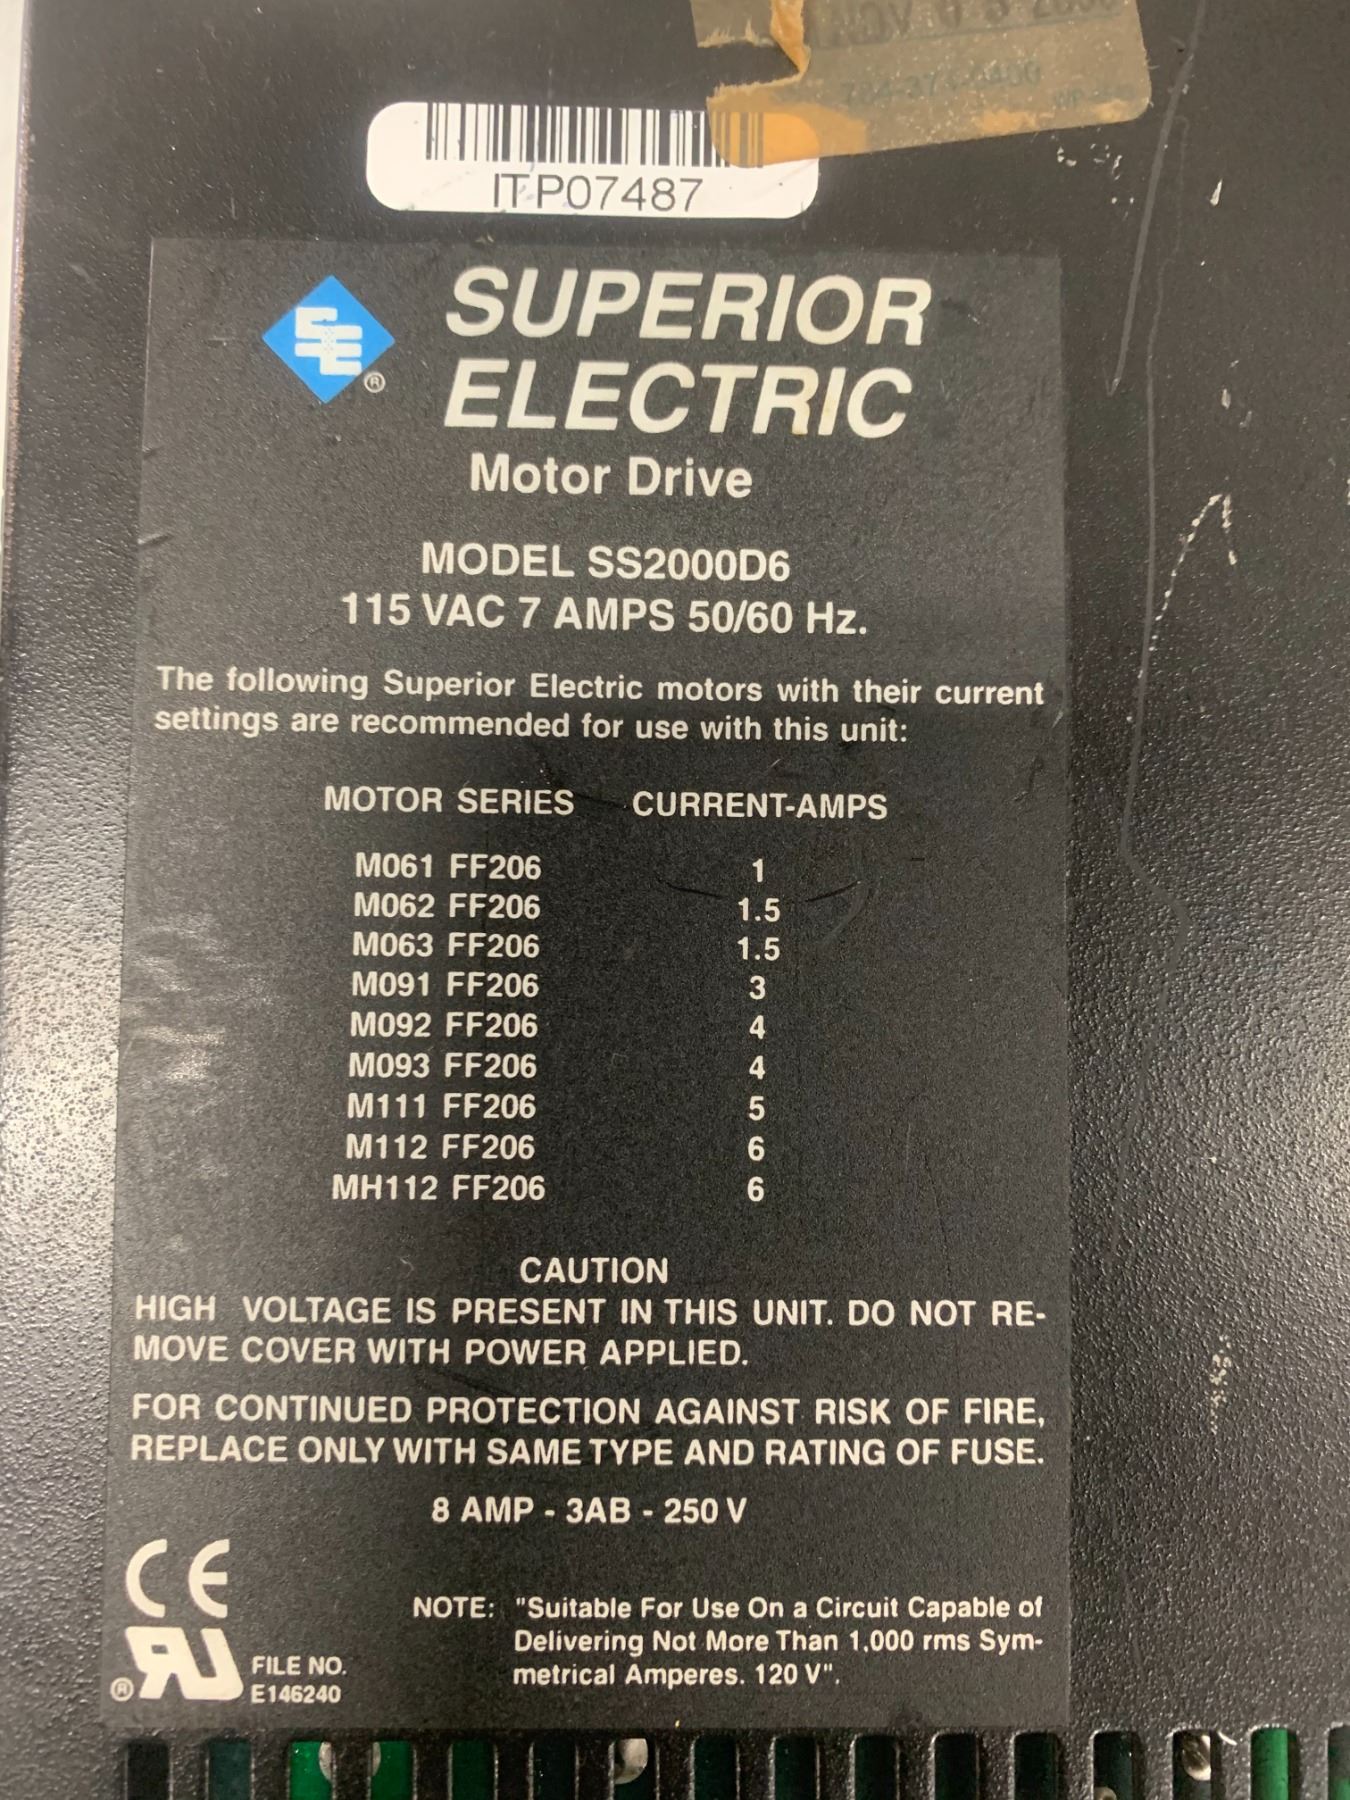 NOV 0 3
ITP07487
SUPERIOR
ELECTRIC
®
Motor Drive
MODEL SS2000D6
115 VAC 7 AMPS 50/60 Hz.
The following Superior Electric motors with their current
settings are recommended for use with this unit:
MOTOR SERIES CURRENT-AMPS
M061 FF206 1
M062 FF206 1.5
M063 FF206 1.5
M091 FF206 3
M092 FF206 4
M093 FF206 4
M111 FF206 5
M112 FF206 6
MH112 FF206 6
CAUTION
HIGH VOLTAGE IS PRESENT IN THIS UNIT. DO NOT RE-
MOVE COVER WITH POWER APPLIED.
FOR CONTINUED PROTECTION AGAINST RISK OF FIRE,
REPLACE ONLY WITH SAME TYPE AND RATING OF FUSE.
8 AMP - 3AB - 250 V
CE
NOTE: "Suitable For Use On a Circuit Capable of
Delivering Not More Than 1,000 rms Sym-
metrical Amperes. 120 V".
®
FILE NO.
E146240